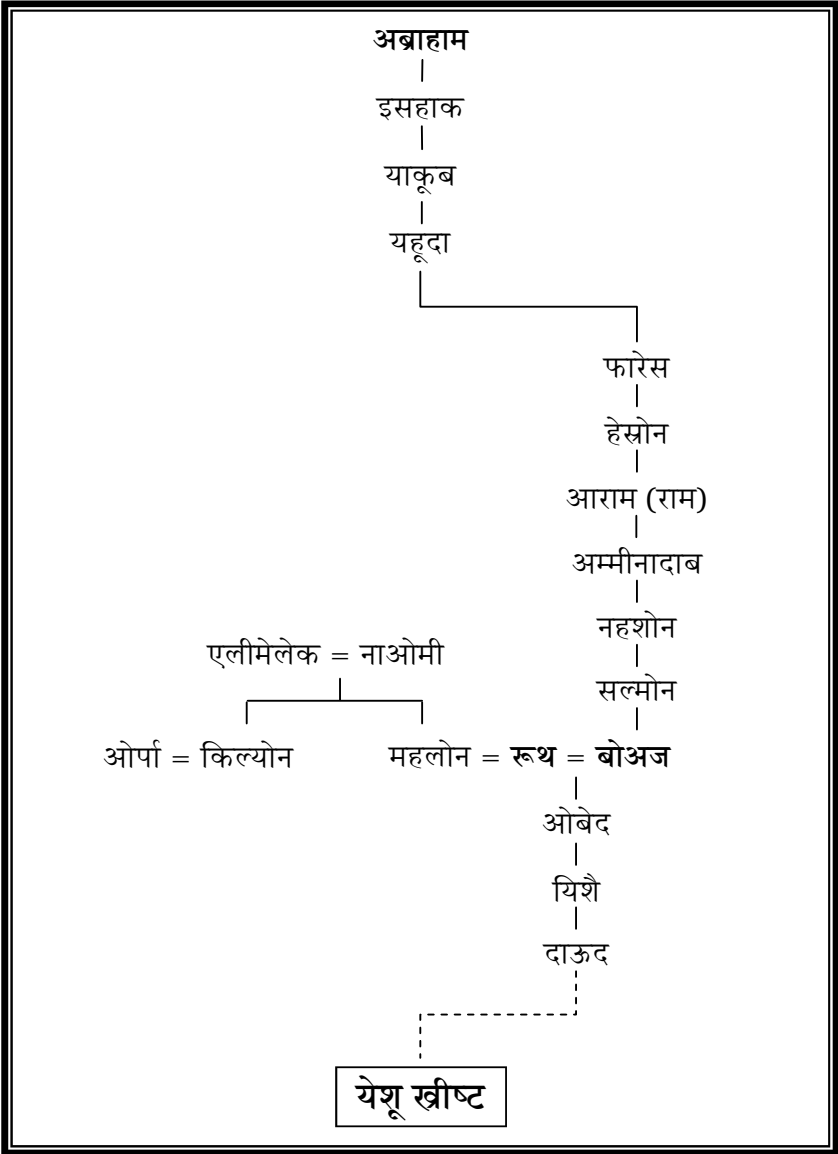 अब्राहाम
इसहाक
याकूब
यहूदा
फारेस
हेस्रोन
आराम (राम)
अम्मीनादाब
नहशोन
एलीमेलेक = नाओमी
सल्मोन
ओर्पा = किल्योन महलोन = रूथ = बोअज
ओबेद
यिशै
दाऊद
येशू ख्रीष्ट